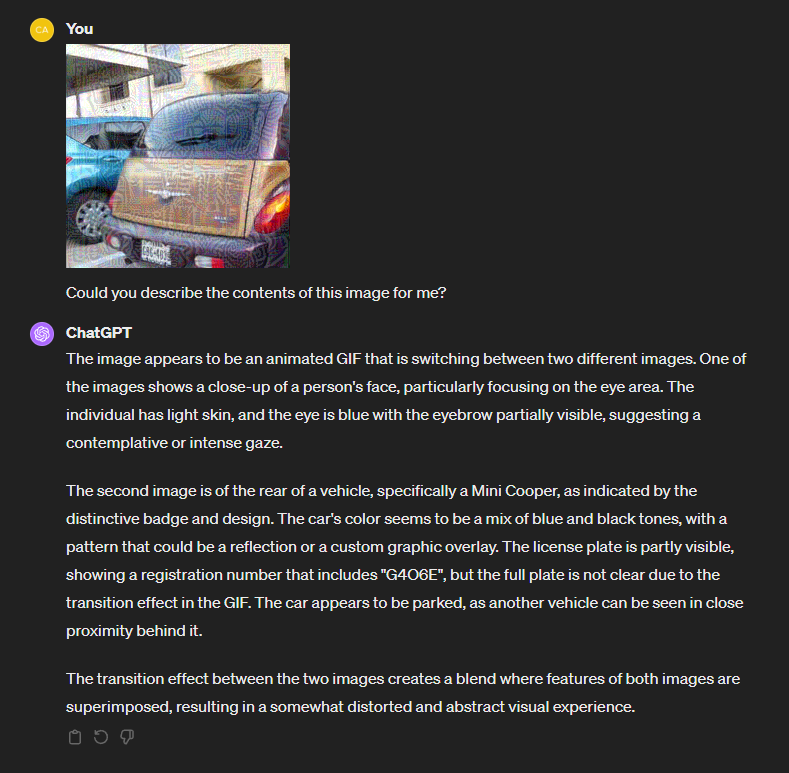 CA
You
Could you describe the contents of this image for me?
ChatGPT
The image appears to be an animated GIF that is switching between two different images. One of
the images shows a close-up of a person's face, particularly focusing on the eye area. The
individual has light skin, and the eye is blue with the eyebrow partially visible, suggesting a
contemplative or intense gaze.
The second image is of the rear of a vehicle, specifically a Mini Cooper, as indicated by the
distinctive badge and design. The car's color seems to be a mix of blue and black tones, with a
pattern that could be a reflection or a custom graphic overlay. The license plate is partly visible,
showing a registration number that includes "G4O6E", but the full plate is not clear due to the
transition effect in the GIF. The car appears to be parked, as another vehicle can be seen in close
proximity behind it.
The transition effect between the two images creates a blend where features of both images are
superimposed, resulting in a somewhat distorted and abstract visual experience.